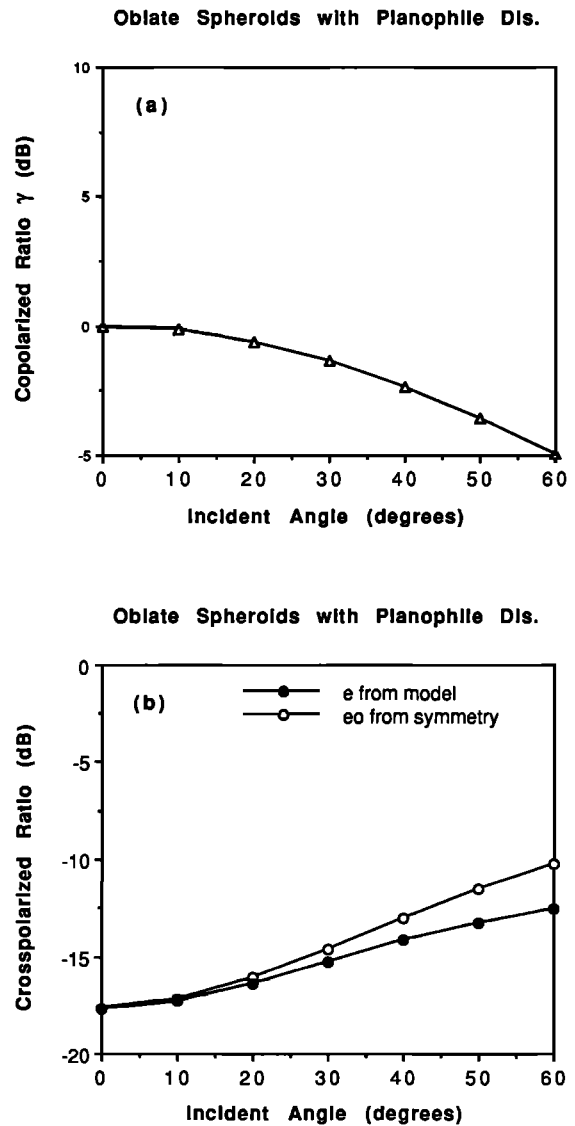 Oblate Spheroids with Planophile Dis.
10
5
0
-5
(a)
Copolarized Ratio γ (dB)
0 10 20 30 40 50 60
Incident Angle (degrees)
Oblate Spheroids with Planophile Dis.
0
-5
-10
-15
-20
(b)
e from model
eo from symmetry
Crosspolarized Ratio (dB)
0 10 20 30 40 50 60
Incident Angle (degrees)